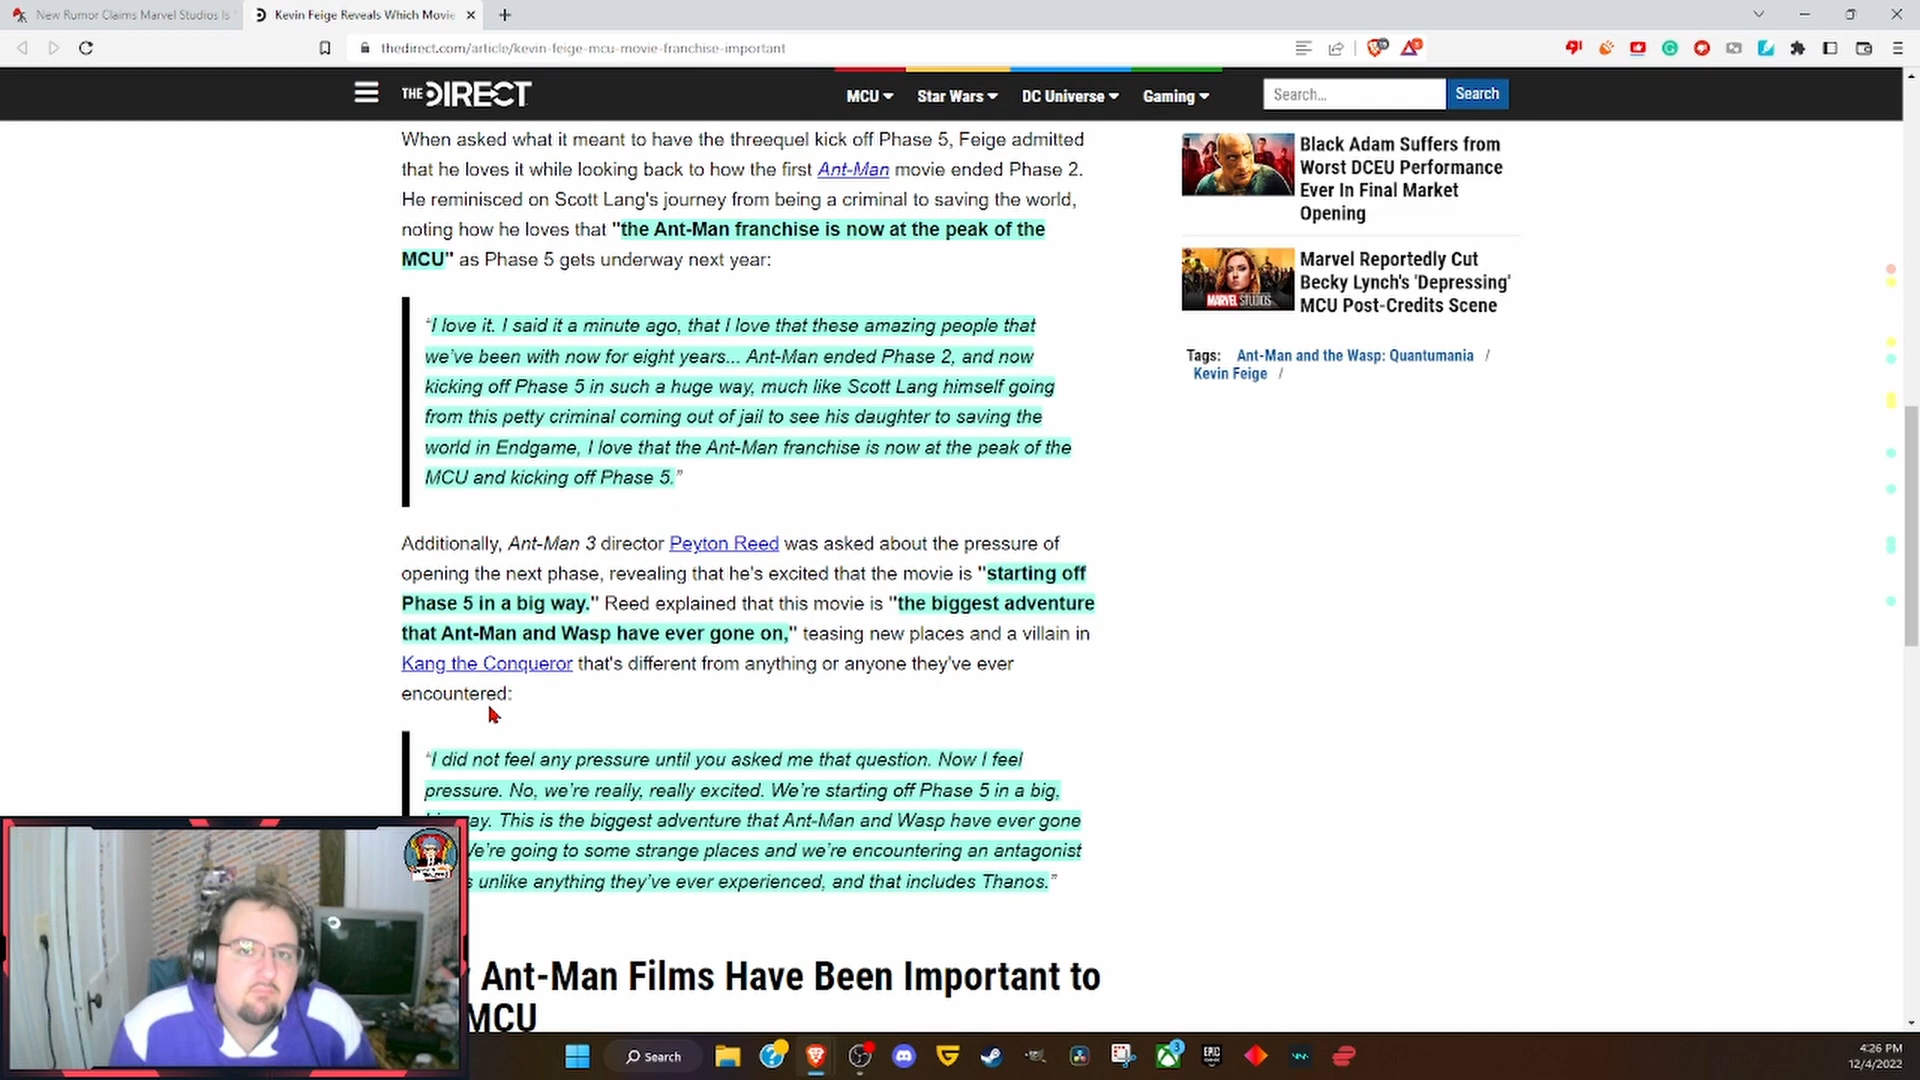 New Rumor Claims Marvel Studios Is
Kevin Feige Reveals Which Movie
thedirect.com/article/kevin-feige-mcu-movie-franchise-important
THE DIRECT
MCU
Star Wars
DC Universe
Gaming
Search...
Search
When asked what it meant to have the threequel kick off Phase 5, Feige admitted
that he loves it while looking back to how the first Ant-Man movie ended Phase 2.
He reminisced on Scott Lang's journey from being a criminal to saving the world,
noting how he loves that "the Ant-Man franchise is now at the peak of the
MCU" as Phase 5 gets underway next year:
“I love it. I said it a minute ago, that I love that these amazing people that
we’ve been with now for eight years... Ant-Man ended Phase 2, and now
kicking off Phase 5 in such a huge way, much like Scott Lang himself going
from this petty criminal coming out of jail to see his daughter to saving the
world in Endgame, I love that the Ant-Man franchise is now at the peak of the
MCU and kicking off Phase 5.”
Additionally, Ant-Man 3 director Peyton Reed was asked about the pressure of
opening the next phase, revealing that he's excited that the movie is "starting off
Phase 5 in a big way." Reed explained that this movie is "the biggest adventure
that Ant-Man and Wasp have ever gone on," teasing new places and a villain in
Kang the Conqueror that's different from anything or anyone they've ever
encountered:
“I did not feel any pressure until you asked me that question. Now I feel
pressure. No, we’re really, really excited. We’re starting off Phase 5 in a big,
ay. This is the biggest adventure that Ant-Man and Wasp have ever gone
e’re going to some strange places and we’re encountering an antagonist
s unlike anything they’ve ever experienced, and that includes Thanos.”
Ant-Man Films Have Been Important to
MCU
Black Adam Suffers from
Worst DCEU Performance
Ever In Final Market
Opening
MARVEL STUDIOS
Marvel Reportedly Cut
Becky Lynch's 'Depressing'
MCU Post-Credits Scene
Tags: Ant-Man and the Wasp: Quantumania /
Kevin Feige /
Search
3
EPIC
4:26 PM
12/4/2022